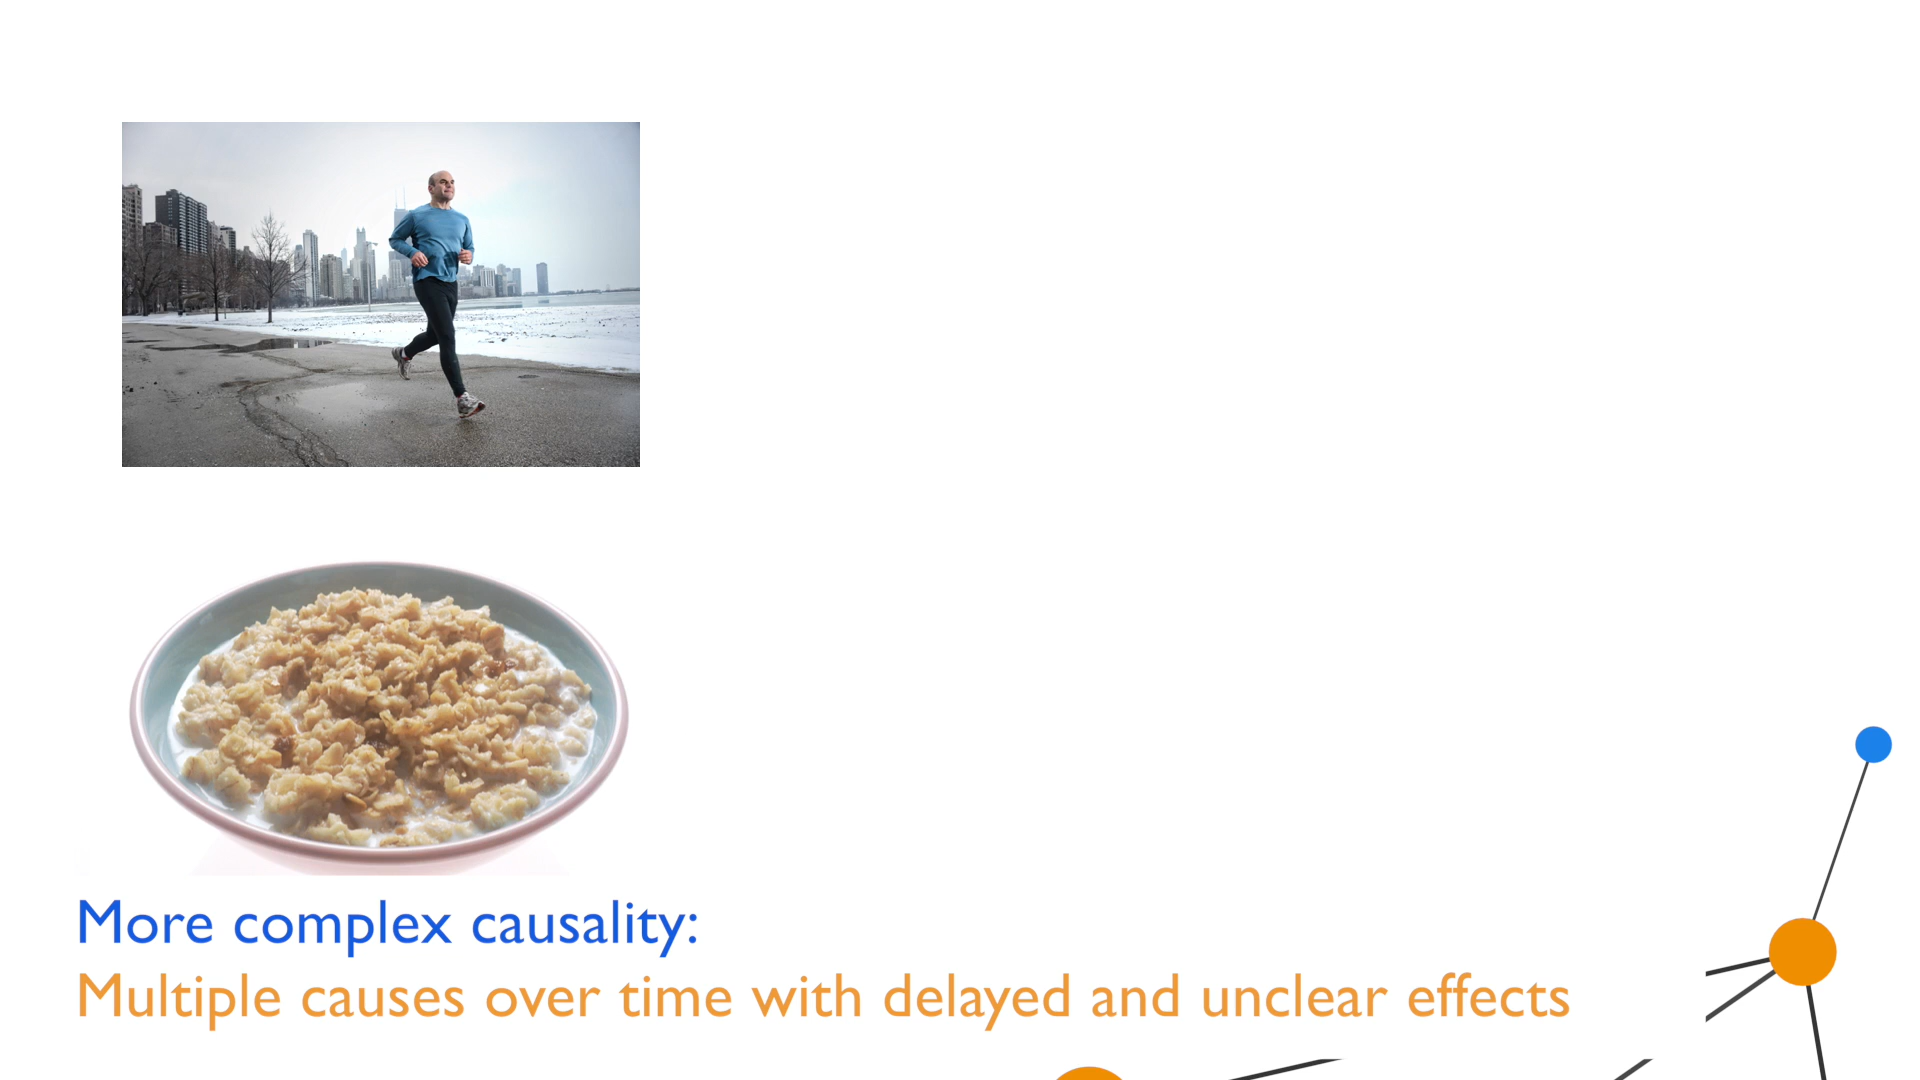 More complex causality:
Multiple causes over time with delayed and unclear effects